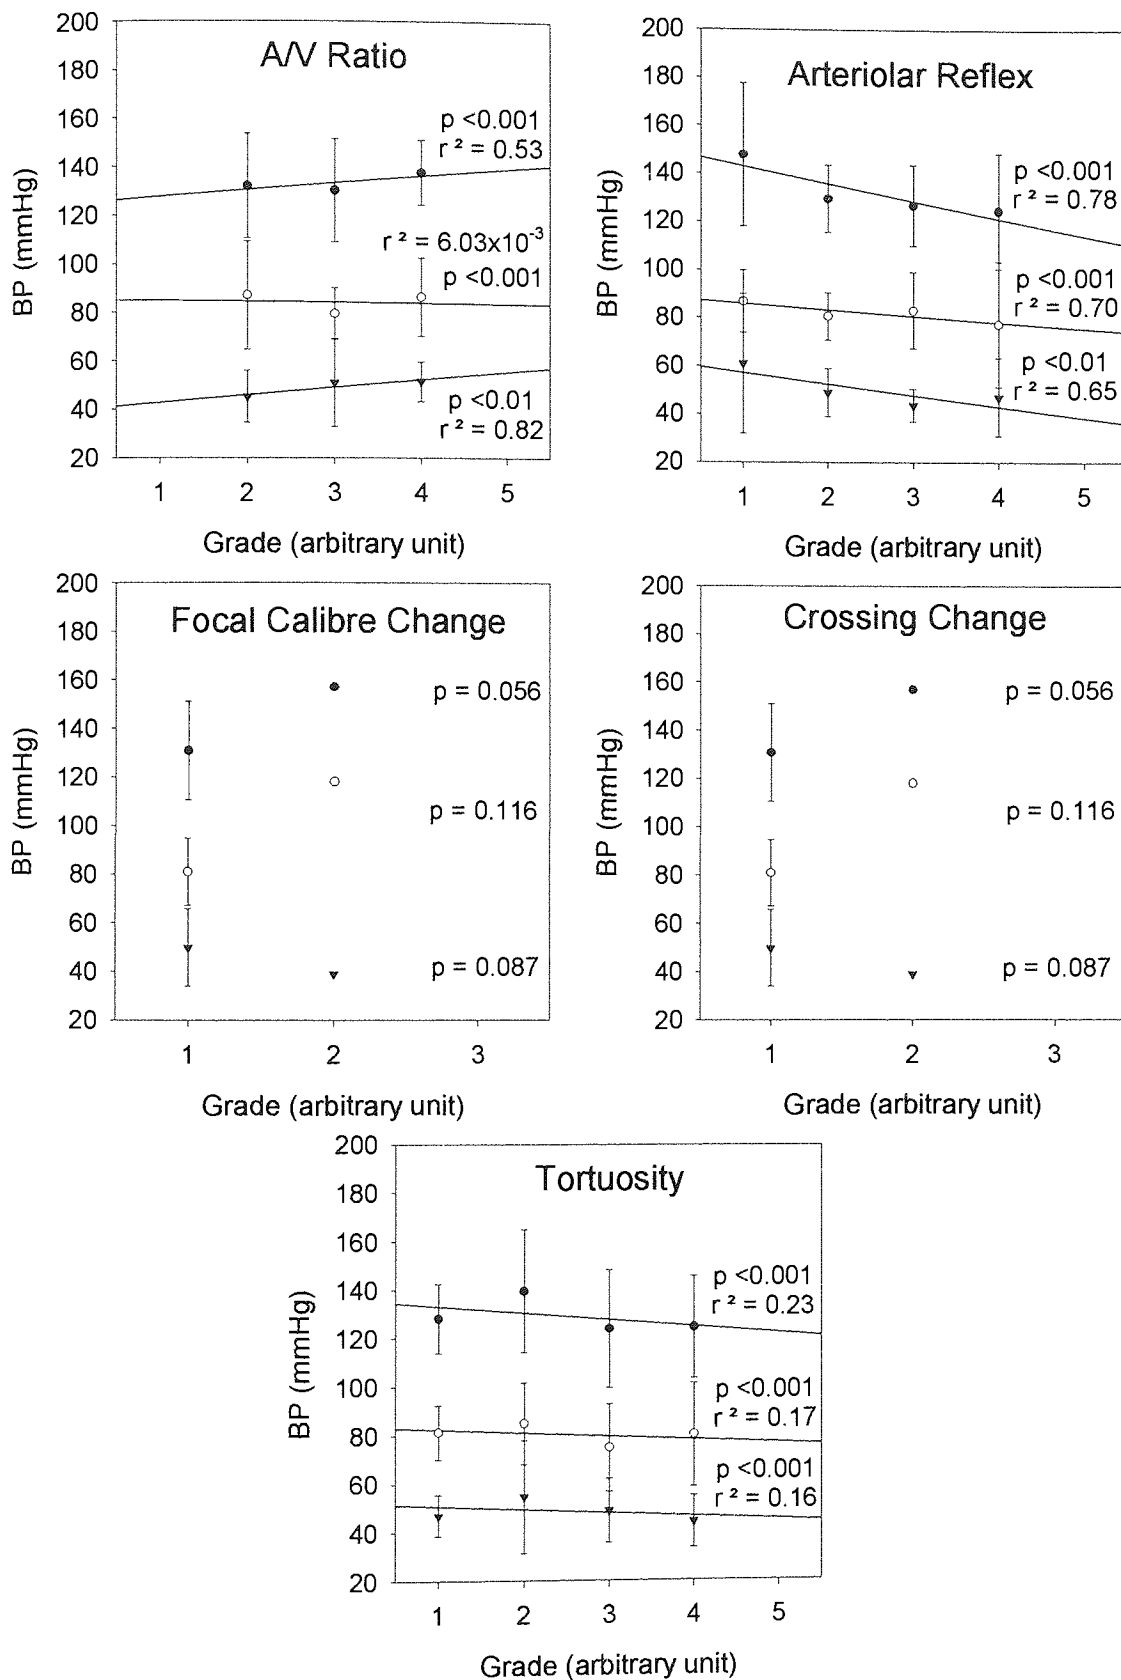 A/V Ratio
BP (mmHg)
200
180
160
140
120
100
80
60
40
20
p <0.001
r ² = 0.53
r ² = 6.03x10⁻³
p <0.001
p <0.01
r ² = 0.82
1 2 3 4 5
Grade (arbitrary unit)
Arteriolar Reflex
BP (mmHg)
200
180
160
140
120
100
80
60
40
20
p <0.001
r ² = 0.78
p <0.001
r ² = 0.70
p <0.01
r ² = 0.65
1 2 3 4 5
Grade (arbitrary unit)
Focal Calibre Change
BP (mmHg)
200
180
160
140
120
100
80
60
40
20
p = 0.056
p = 0.116
p = 0.087
1 2 3
Grade (arbitrary unit)
Crossing Change
BP (mmHg)
200
180
160
140
120
100
80
60
40
20
p = 0.056
p = 0.116
p = 0.087
1 2 3
Grade (arbitrary unit)
Tortuosity
BP (mmHg)
200
180
160
140
120
100
80
60
40
20
p <0.001
r ² = 0.23
p <0.001
r ² = 0.17
p <0.001
r ² = 0.16
1 2 3 4 5
Grade (arbitrary unit)